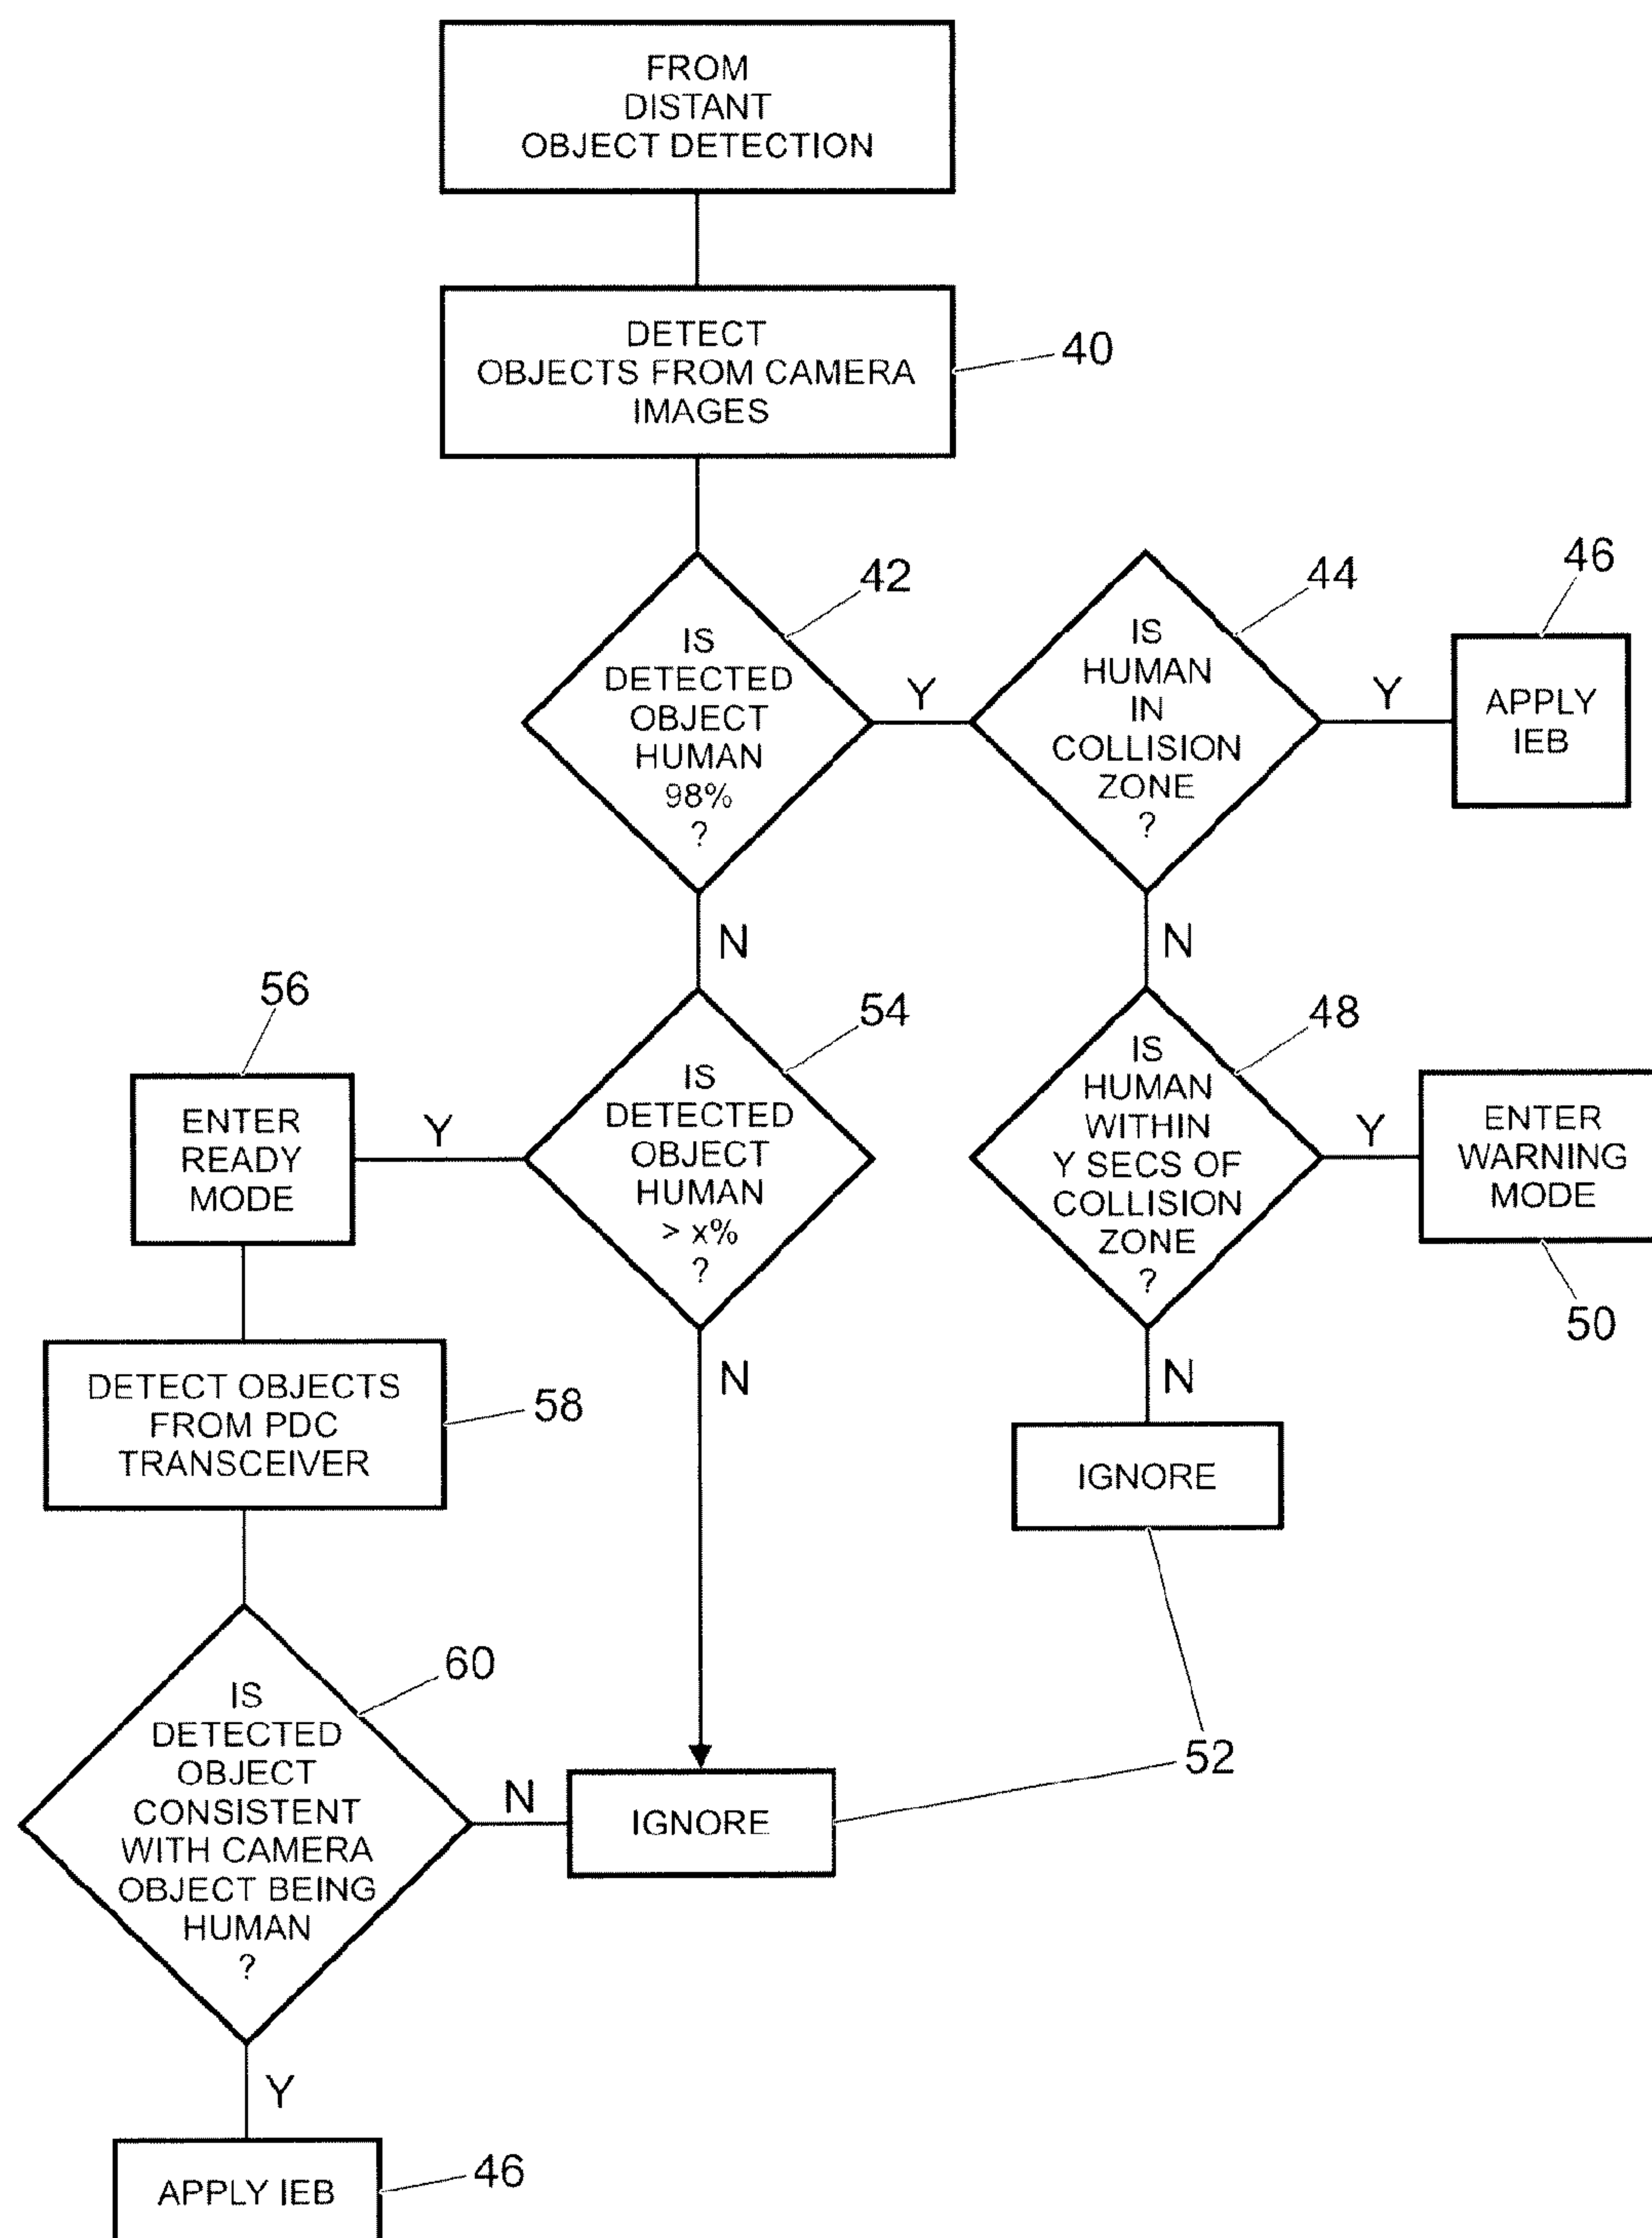 FROM
DISTANT
OBJECT DETECTION
DETECT
OBJECTS FROM CAMERA
IMAGES
40
42
IS
DETECTED
OBJECT
HUMAN
98%
?
Y
44
IS
HUMAN
IN
COLLISION
ZONE
?
Y
46
APPLY
IEB
N
N
56
ENTER
READY
MODE
Y
54
IS
DETECTED
OBJECT
HUMAN
> x%
?
48
IS
HUMAN
WITHIN
Y SECS OF
COLLISION
ZONE
?
Y
ENTER
WARNING
MODE
50
N
N
DETECT OBJECTS
FROM PDC
TRANSCEIVER
58
IGNORE
60
IS
DETECTED
OBJECT
CONSISTENT
WITH CAMERA
OBJECT BEING
HUMAN
?
N
IGNORE
52
Y
APPLY IEB
46